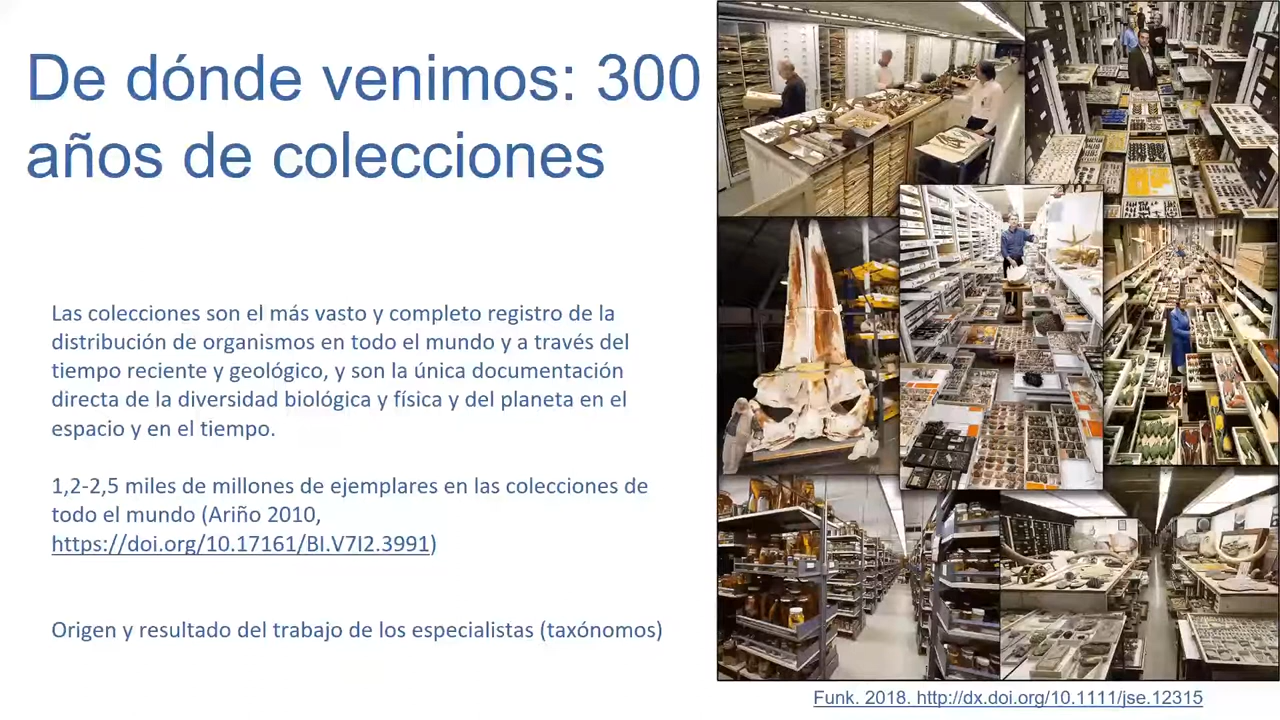 De dónde venimos: 300
años de colecciones
Las colecciones son el más vasto y completo registro de la
distribución de organismos en todo el mundo y a través del
tiempo reciente y geológico, y son la única documentación
directa de la diversidad biológica y física y del planeta en el
espacio y en el tiempo.
1,2-2,5 miles de millones de ejemplares en las colecciones de
todo el mundo (Ariño 2010,
https://doi.org/10.17161/BI.V7I2.3991)
Origen y resultado del trabajo de los especialistas (taxónomos)
Funk. 2018. http://dx.doi.org/10.1111/jse.12315